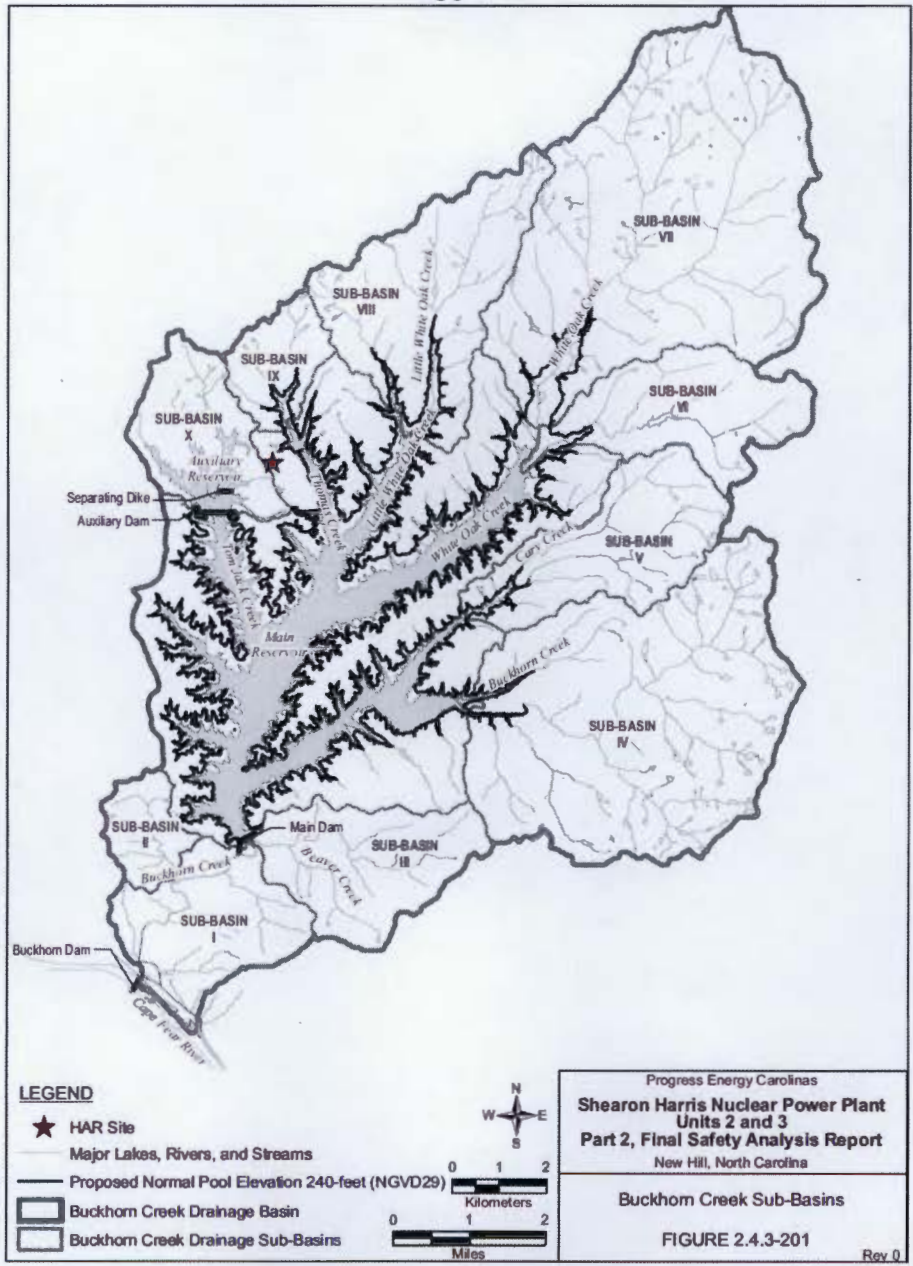 SUB-BASIN
VII
SUB-BASIN
VIII
Little White Oak Creek
White Oak Creek
SUB-BASIN
IX
SUB-BASIN
VI
SUB-BASIN
X
Auxiliary
Reservoir
Separating Dike
Auxiliary Dam
Thomas Creek
Little White Oak Creek
White Oak Creek
Cary Creek
SUB-BASIN
V
Tom Jack Creek
Main
Reservoir
Buckhorn Creek
SUB-BASIN
IV
SUB-BASIN
II
Main Dam
SUB-BASIN
III
Buckhorn Creek
Beaver Creek
SUB-BASIN
I
Buckhorn Dam
Cape Fear River
LEGEND
HAR Site
Major Lakes, Rivers, and Streams
Proposed Normal Pool Elevation 240-feet (NGVD29)
Buckhorn Creek Drainage Basin
Buckhorn Creek Drainage Sub-Basins
N
W E
S
0 1 2
Kilometers
0 1 2
Miles
Progress Energy Carolinas
Shearon Harris Nuclear Power Plant
Units 2 and 3
Part 2, Final Safety Analysis Report
New Hill, North Carolina
Buckhorn Creek Sub-Basins
FIGURE 2.4.3-201
Rev 0